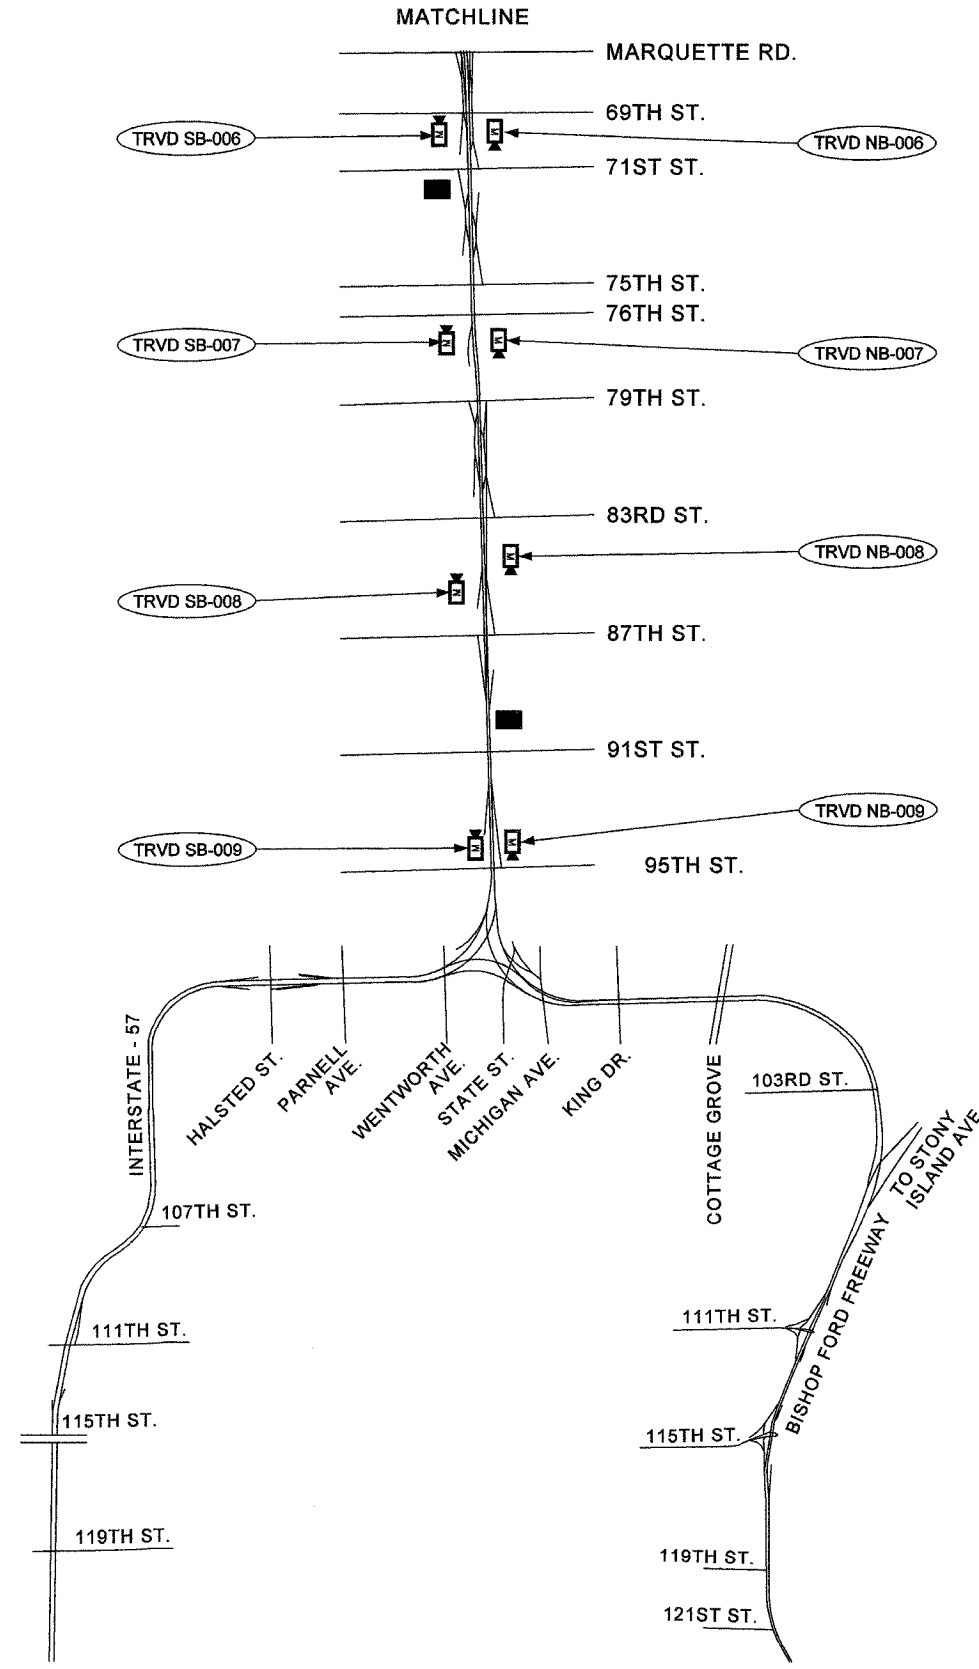 MATCHLINE
MARQUETTE RD.
69TH ST.
TRVD SB-006
N
M
TRVD NB-006
71ST ST.
75TH ST.
76TH ST.
TRVD SB-007
N
M
TRVD NB-007
79TH ST.
83RD ST.
M
TRVD NB-008
TRVD SB-008
N
87TH ST.
91ST ST.
TRVD NB-009
TRVD SB-009
N
M
95TH ST.
INTERSTATE - 57
HALSTED ST.
PARNELL
AVE.
WENTWORTH
AVE.
STATE ST.
MICHIGAN AVE.
KING DR.
COTTAGE GROVE
103RD ST.
TO STONY
ISLAND AVE
107TH ST.
BISHOP FORD FREEWAY
111TH ST.
111TH ST.
115TH ST.
115TH ST.
119TH ST.
119TH ST.
121ST ST.